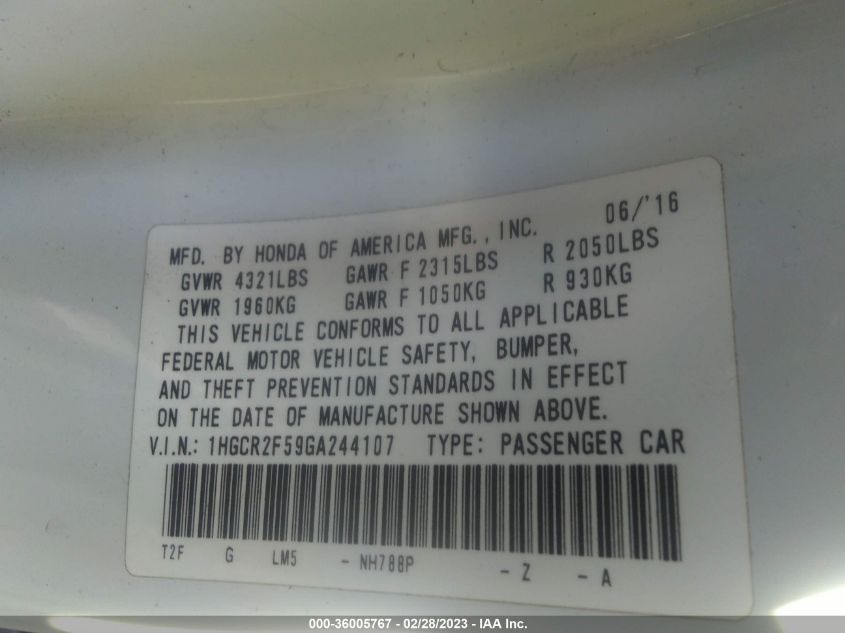 MFD. BY HONDA OF AMERICA MFG., INC. 06/'16
GVWR 4321LBS GAWR F 2315LBS R 2050LBS
GVWR 1960KG GAWR F 1050KG R 930KG
THIS VEHICLE CONFORMS TO ALL APPLICABLE
FEDERAL MOTOR VEHICLE SAFETY, BUMPER,
AND THEFT PREVENTION STANDARDS IN EFFECT
ON THE DATE OF MANUFACTURE SHOWN ABOVE.
V.I.N.: 1HGCR2F59GA244107 TYPE: PASSENGER CAR
T2F G LM5 - NH788P - Z - A
000-36005767 - 02/28/2023 - IAA Inc.